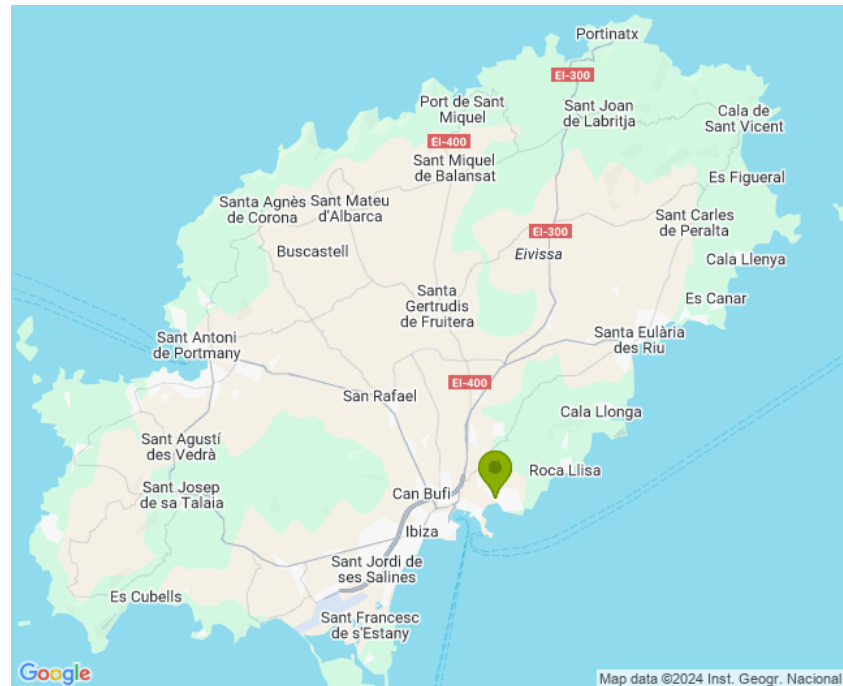 Portinatx
EI-300
Port de Sant
Miquel
Sant Joan
de Labritja
Cala de
Sant Vicent
EI-400
Sant Miquel
de Balansat
Es Figueral
Santa Agnès
de Corona
Sant Mateu
d'Albarca
Sant Carles
de Peralta
EI-300
Buscastell
Eivissa
Cala Llenya
Santa
Gertrudis
de Fruitera
Es Canar
Sant Antoni
de Portmany
Santa Eulària
des Riu
EI-400
San Rafael
Cala Llonga
Sant Agustí
des Vedrà
Roca Llisa
Sant Josep
de sa Talaia
Can Bufi
Ibiza
Sant Jordi de
ses Salines
Es Cubells
Sant Francesc
de s'Estany
Google
Map data ©2024 Inst. Geogr. Nacional